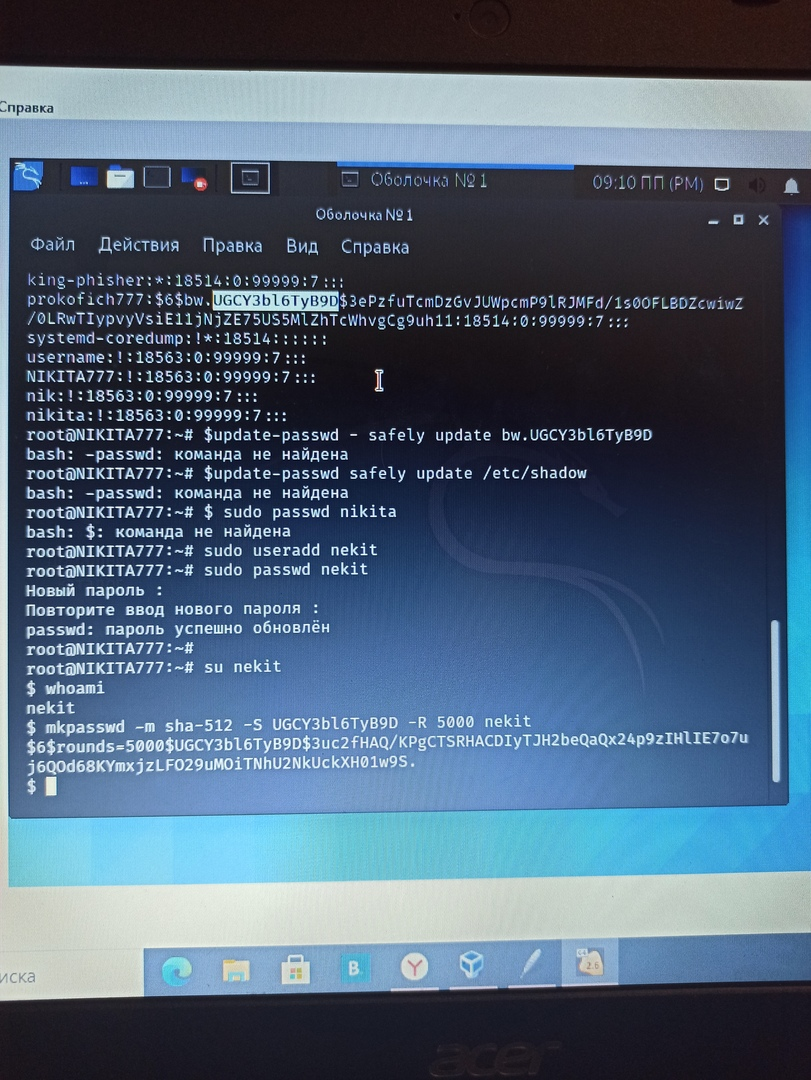 Справка
Оболочка №1
09:10 ПП (PM)
Оболочка №1
Файл Действия Правка Вид Справка
king-phisher:*:18514:0:99999:7:::
prokofich777:$6$bw.UGCY3bl6TyB9D$3ePzfuTcmDzGvJUWpcmP9lRJMFd/1s0OFLBDZcwiwZ
/0LRwTIypvyVsiE11jNjZE75US5MlZhTcWhvgCg9uh11:18514:0:99999:7:::
systemd-coredump:!*:18514::::::
username:!:18563:0:99999:7:::
NIKITA777:!:18563:0:99999:7:::
nik:!:18563:0:99999:7:::
nikita:!:18563:0:99999:7:::
root@NIKITA777:~# $update-passwd - safely update bw.UGCY3bl6TyB9D
bash: -passwd: команда не найдена
root@NIKITA777:~# $update-passwd safely update /etc/shadow
bash: -passwd: команда не найдена
root@NIKITA777:~# $ sudo passwd nikita
bash: $: команда не найдена
root@NIKITA777:~# sudo useradd nekit
root@NIKITA777:~# sudo passwd nekit
Новый пароль :
Повторите ввод нового пароля :
passwd: пароль успешно обновлён
root@NIKITA777:~#
root@NIKITA777:~# su nekit
$ whoami
nekit
$ mkpasswd -m sha-512 -S UGCY3bl6TyB9D -R 5000 nekit
$6$rounds=5000$UGCY3bl6TyB9D$3uc2fHAQ/KPgCTSRHACDIyTJH2beQaQx24p9zIHlIE7o7u
j6QOd68KYmxjzLFO29uMOiTNhU2NkUckXH01w9S.
$
иска
B.
64
2.6
acer